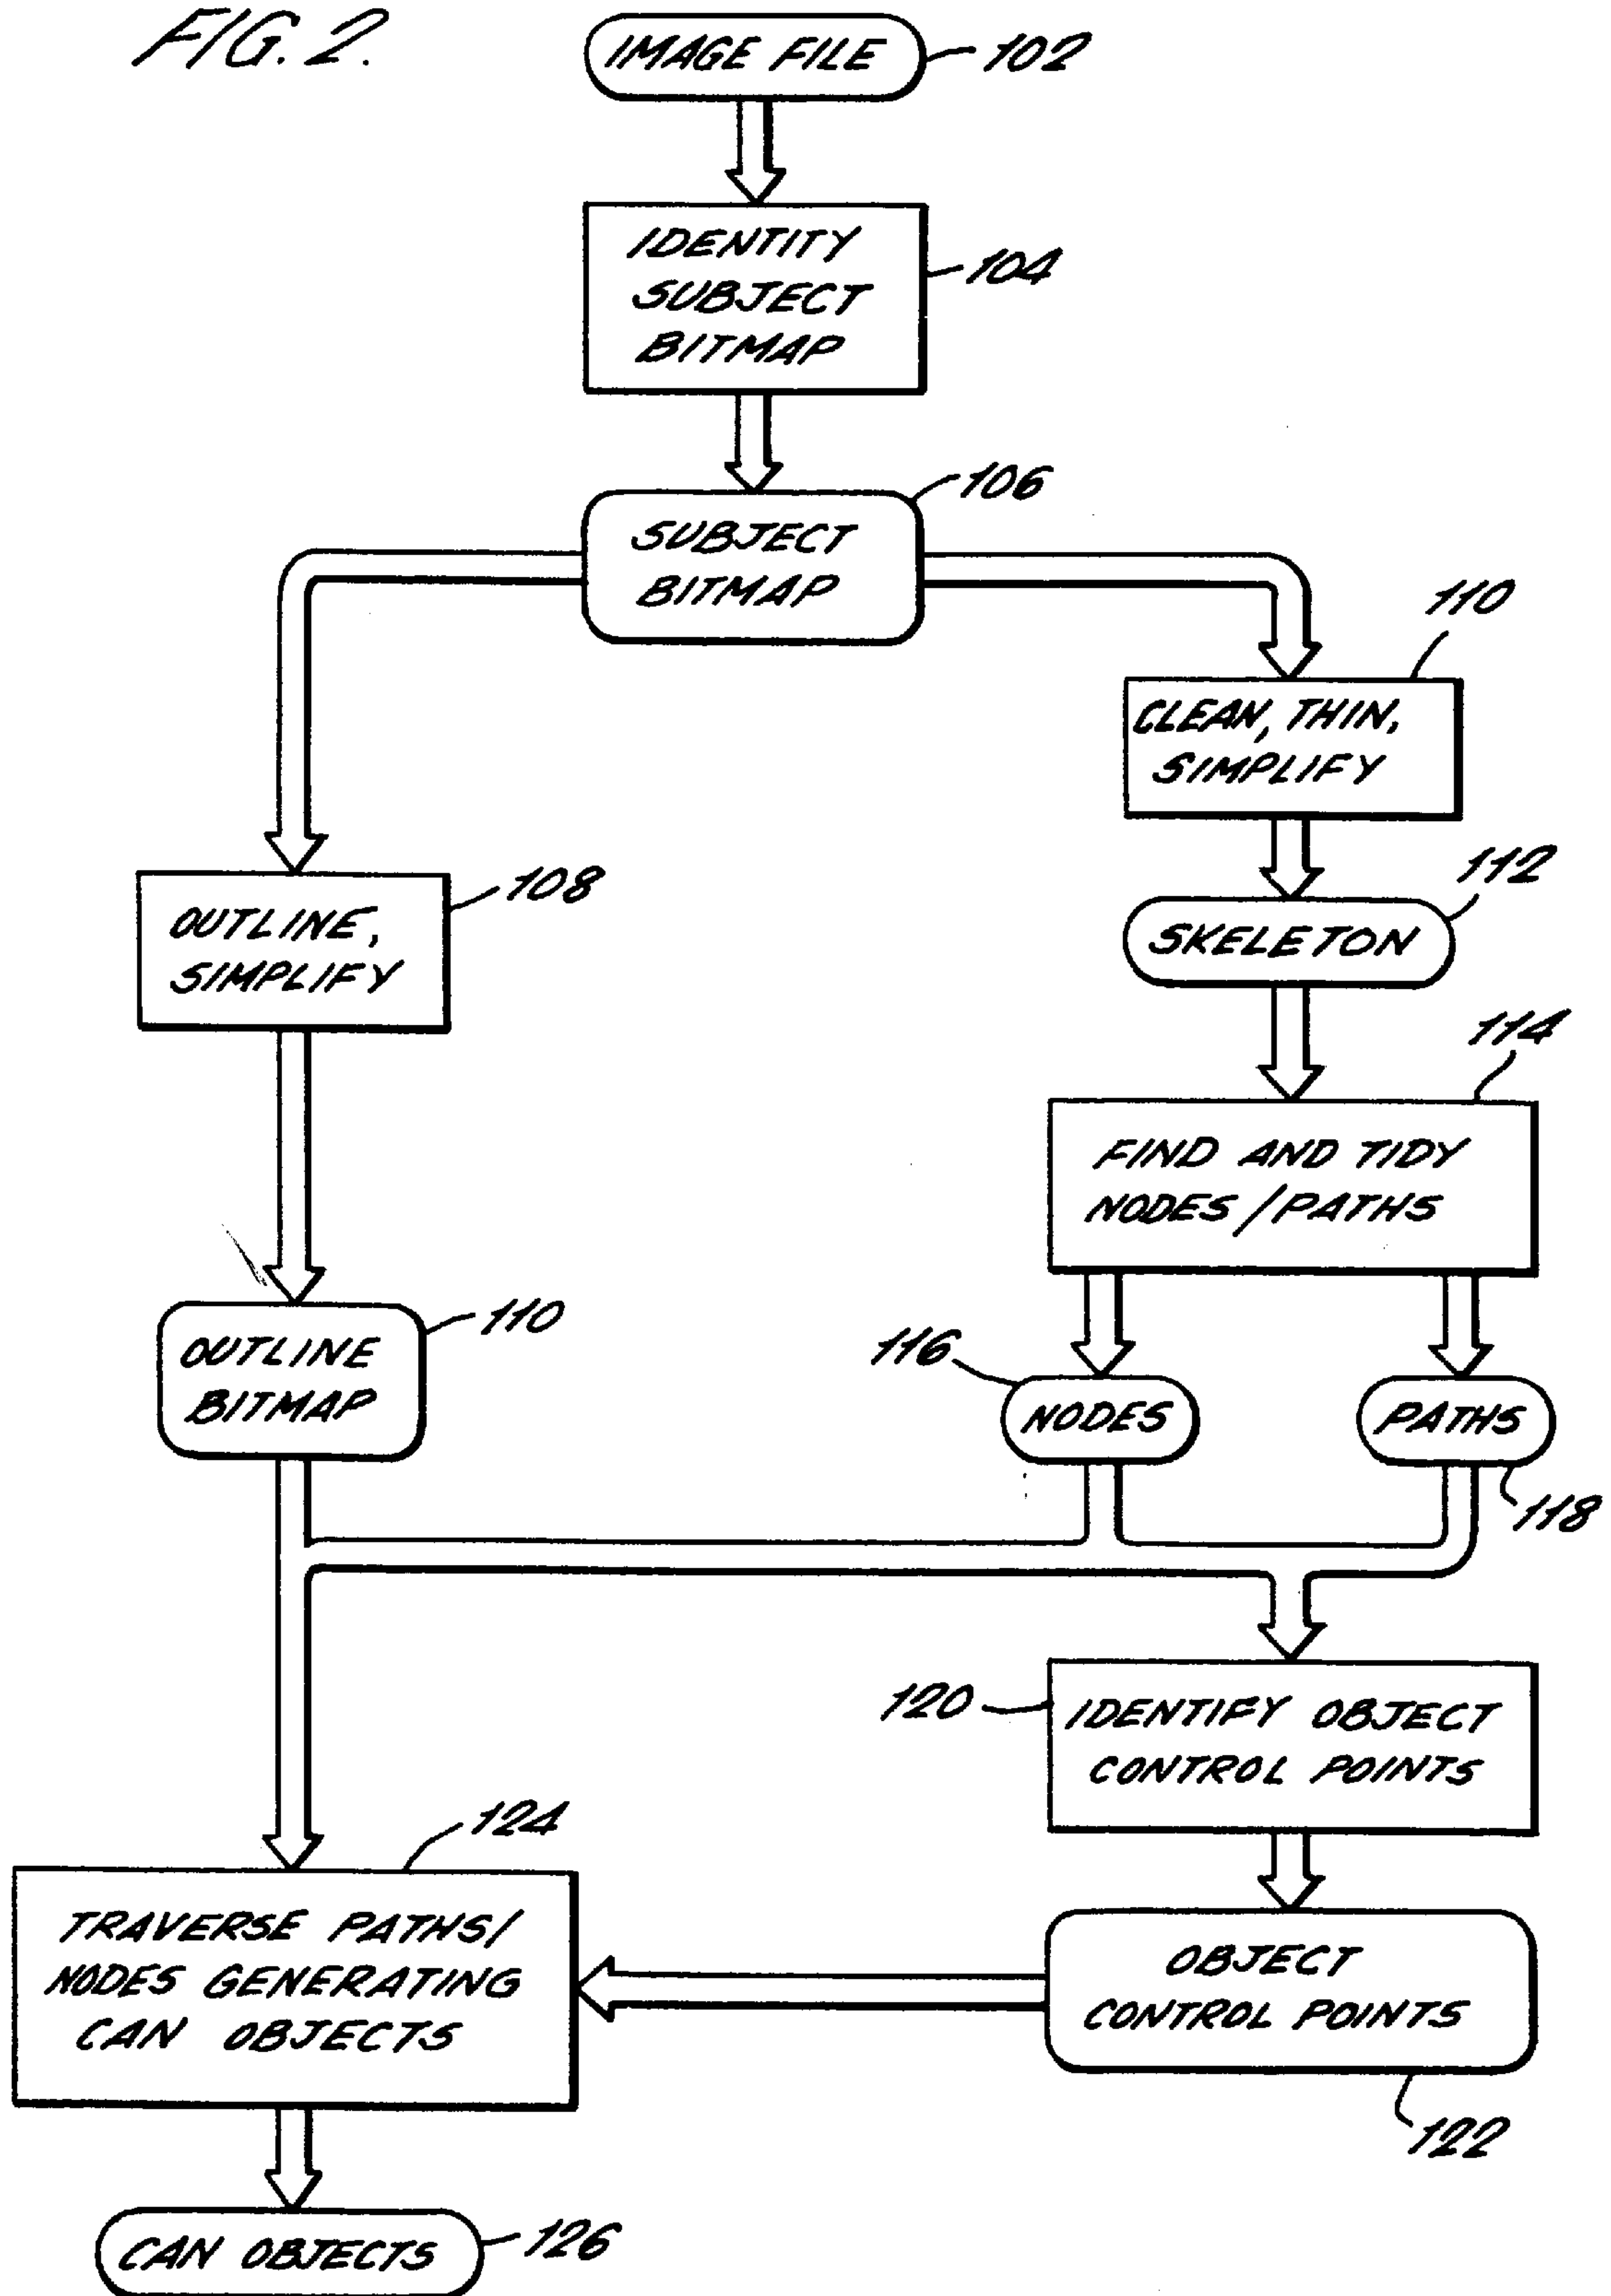 FIG. 2.
IMAGE FILE
102
IDENTITY
SUBJECT
BITMAP
104
106
SUBJECT
BITMAP
110
CLEAN, THIN,
SIMPLIFY
112
SKELETON
108
OUTLINE,
SIMPLIFY
114
FIND AND TIDY
NODES/PATHS
110
OUTLINE
BITMAP
116
NODES
PATHS
118
120
IDENTIFY OBJECT
CONTROL POINTS
124
TRAVERSE PATHS/
NODES GENERATING
CAN OBJECTS
OBJECT
CONTROL POINTS
122
CAN OBJECTS
126